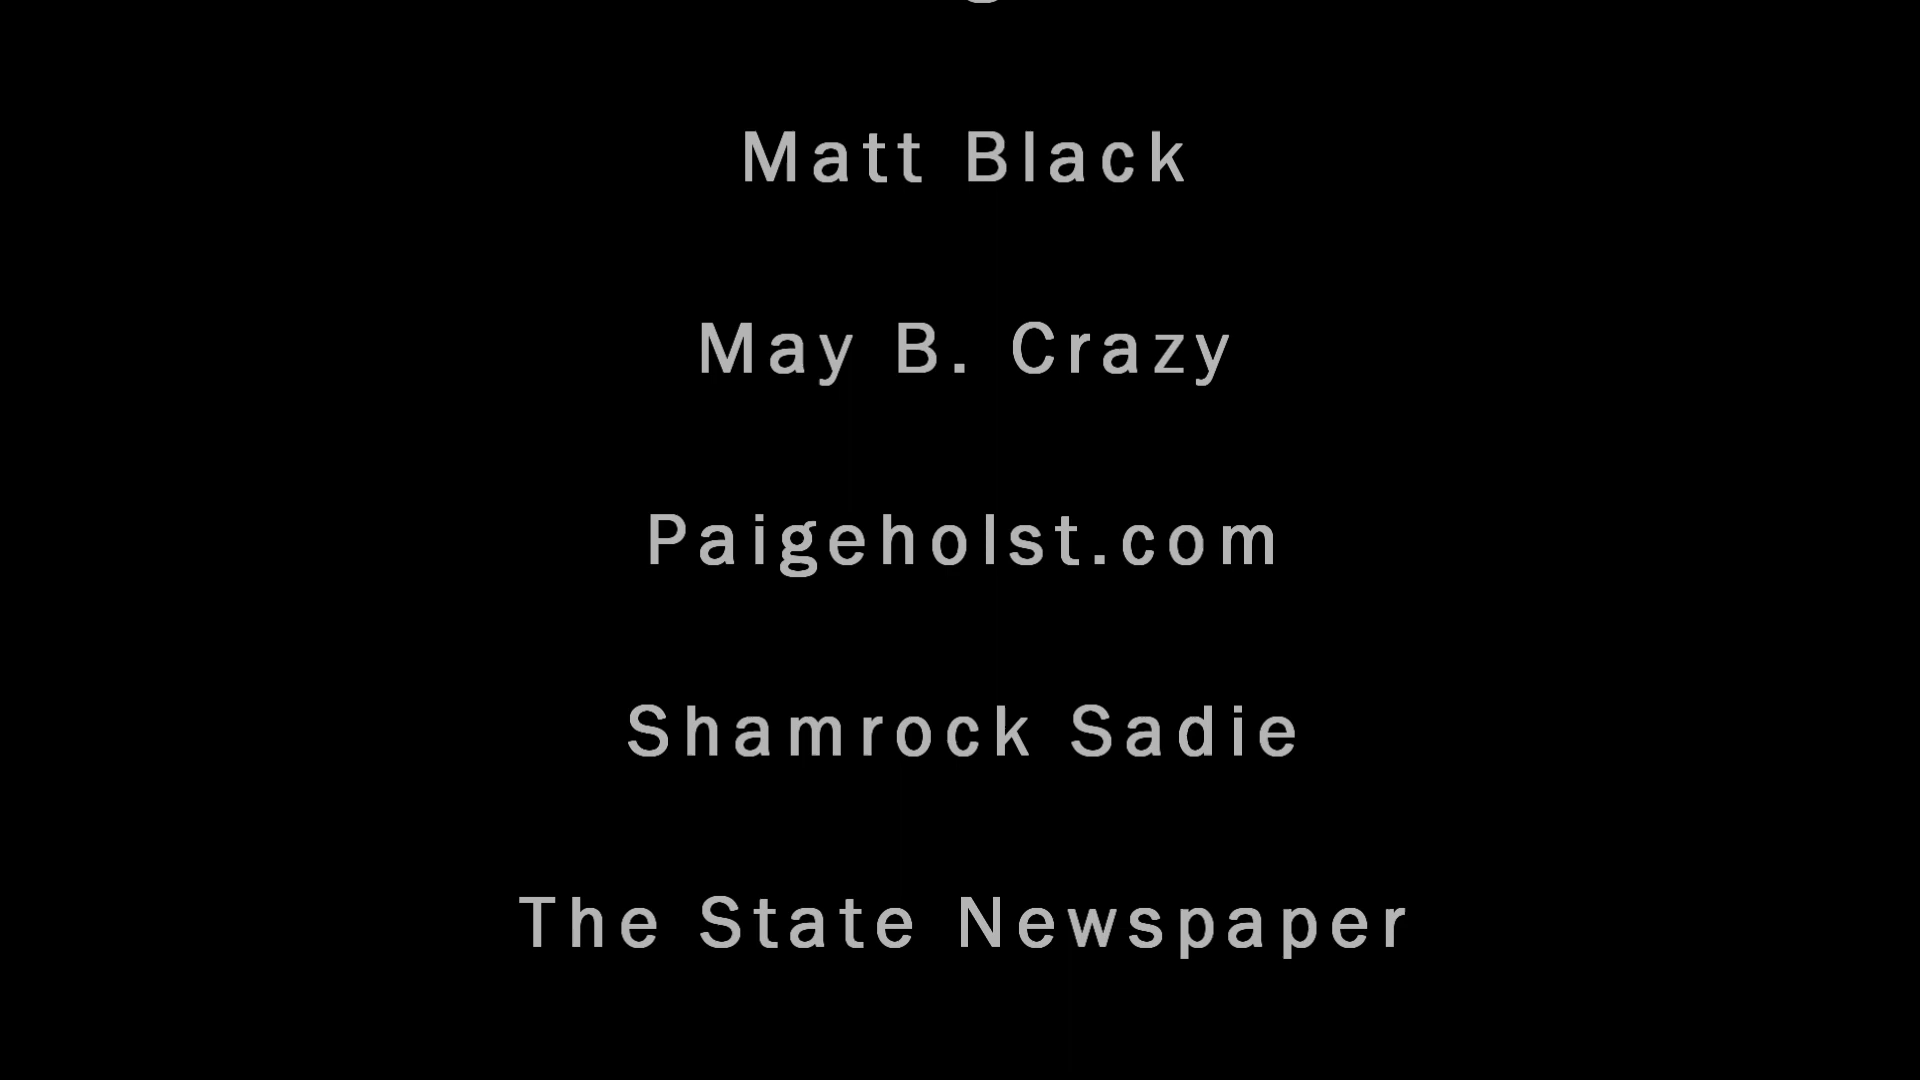 Matt Black
May B. Crazy
Paigeholst.com
Shamrock Sadie
The State Newspaper